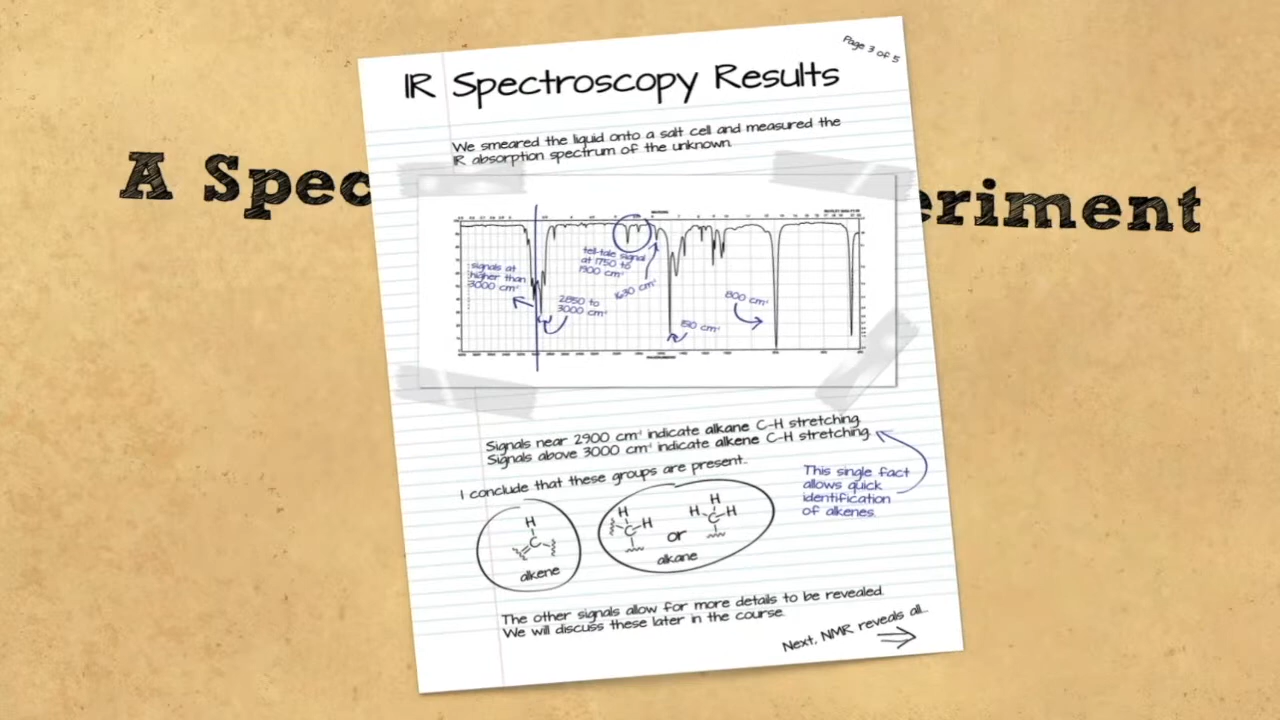 Page 3 of 5
IR Spectroscopy Results
We smeared the liquid onto a salt cell and measured the
IR absorption spectrum of the unknown.
A Spec
eriment
signals at
higher than
3000 cm⁻¹
tell-tale signal
at 1750 to
1900 cm⁻¹
2850 to
3000 cm⁻¹
1630 cm⁻¹
1510 cm⁻¹
800 cm⁻¹
Signals near 2900 cm⁻¹ indicate alkane C-H stretching.
Signals above 3000 cm⁻¹ indicate alkene C-H stretching.
This single fact
allows quick
identification
of alkenes.
I conclude that these groups are present...
H
C
alkene
H
C H
or
H
H C H
alkane
The other signals allow for more details to be revealed.
We will discuss these later in the course.
Next, NMR reveals all...